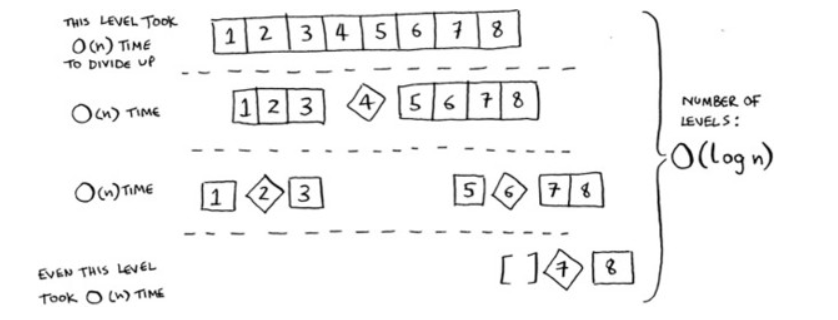 THIS LEVEL TOOK
O(n) TIME
TO DIVIDE UP
1 2 3 4 5 6 7 8
O(n) TIME
1 2 3 4 5 6 7 8
NUMBER OF
LEVELS:
O(log n)
O(n) TIME
1 2 3 5 6 7 8
EVEN THIS LEVEL
TOOK O(n) TIME
[ ] 7 8